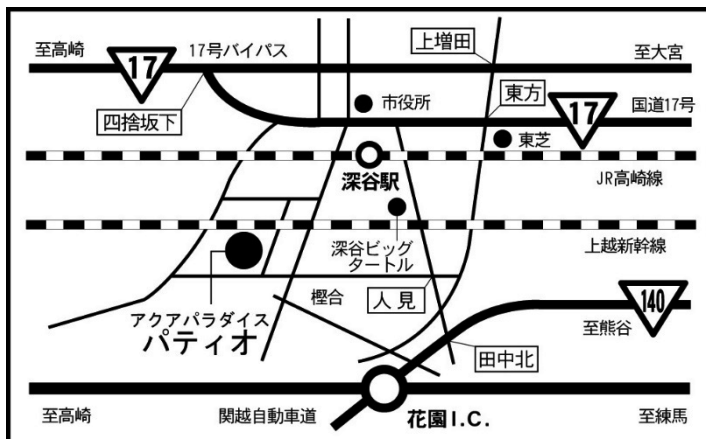 上増田
至高崎
17
17号バイパス
至大宮
四捨坂下
市役所
東方
17
国道17号
東芝
深谷駅
JR高崎線
深谷ビッグ
タートル
上越新幹線
アクアパラダイス
パティオ
樫合
人見
140
至熊谷
田中北
至高崎
関越自動車道
花園I.C.
至練馬